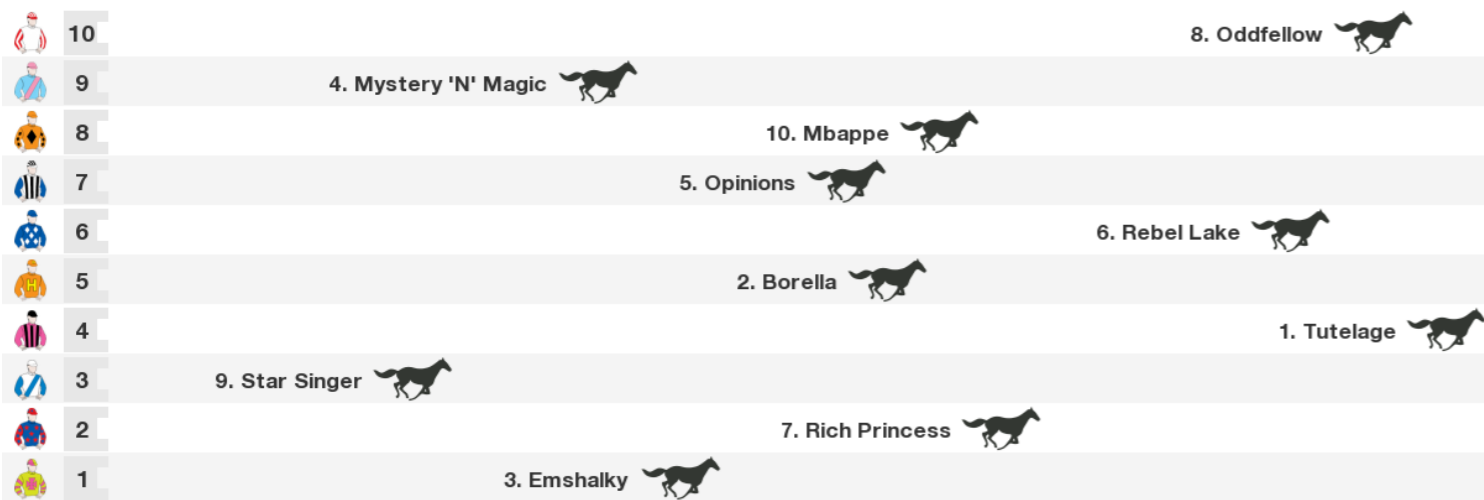 10 8. Oddfellow
9 4. Mystery 'N' Magic
8 10. Mbappe
7 5. Opinions
6 6. Rebel Lake
5 H 2. Borella
4 1. Tutelage
3 9. Star Singer
2 7. Rich Princess
1 3. Emshalky